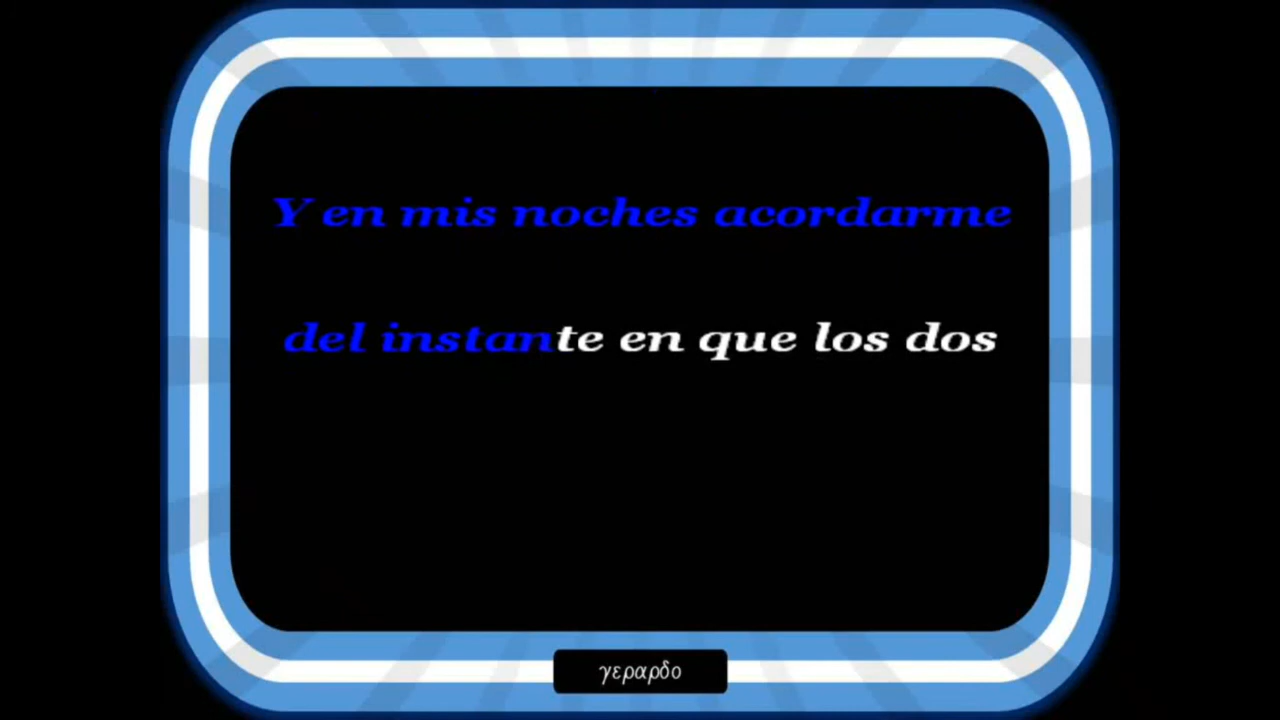 Y en mis noches acordarme
del instante en que los dos
γεραρδο